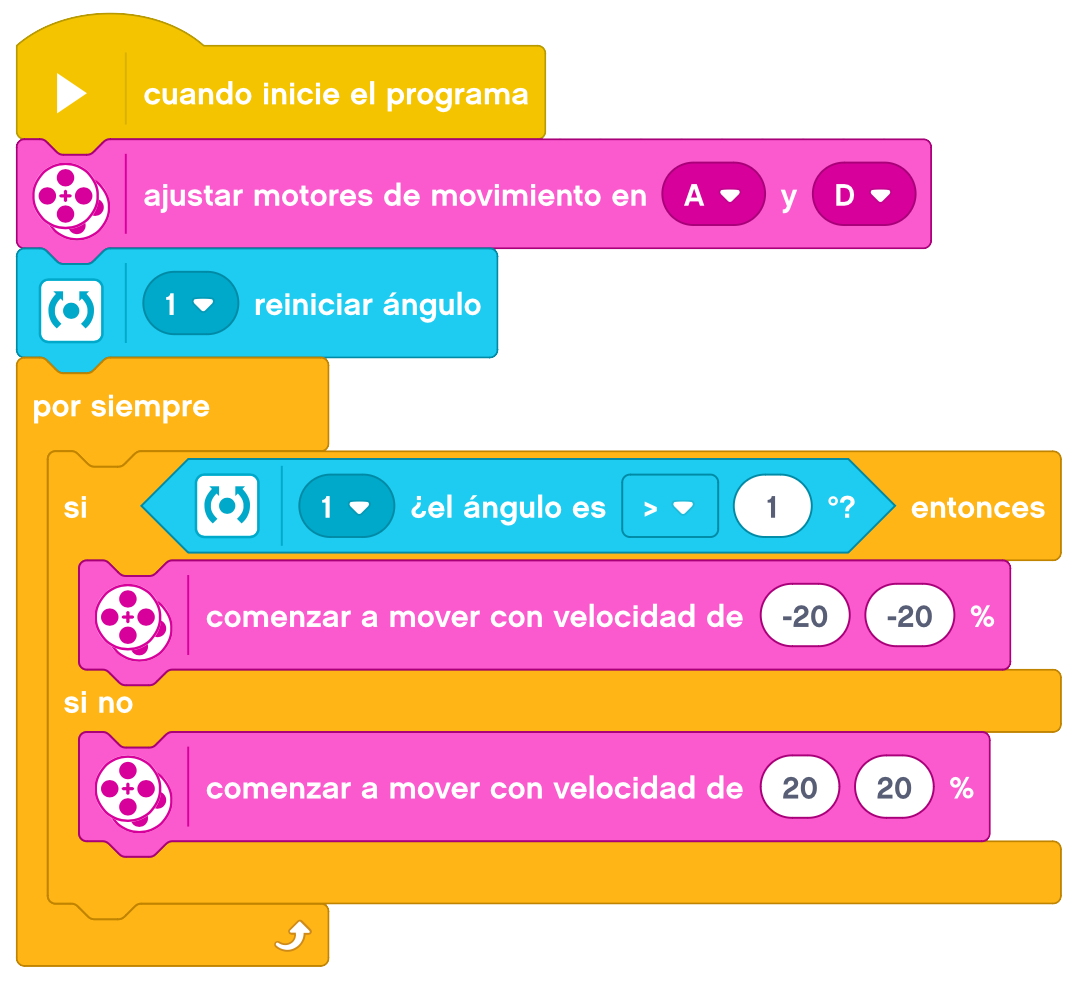 cuando inicie el programa
ajustar motores de movimiento en A y D
1 reiniciar ángulo
por siempre
si 1 ¿el ángulo es > 1 °? entonces
comenzar a mover con velocidad de -20 -20 %
si no
comenzar a mover con velocidad de 20 20 %